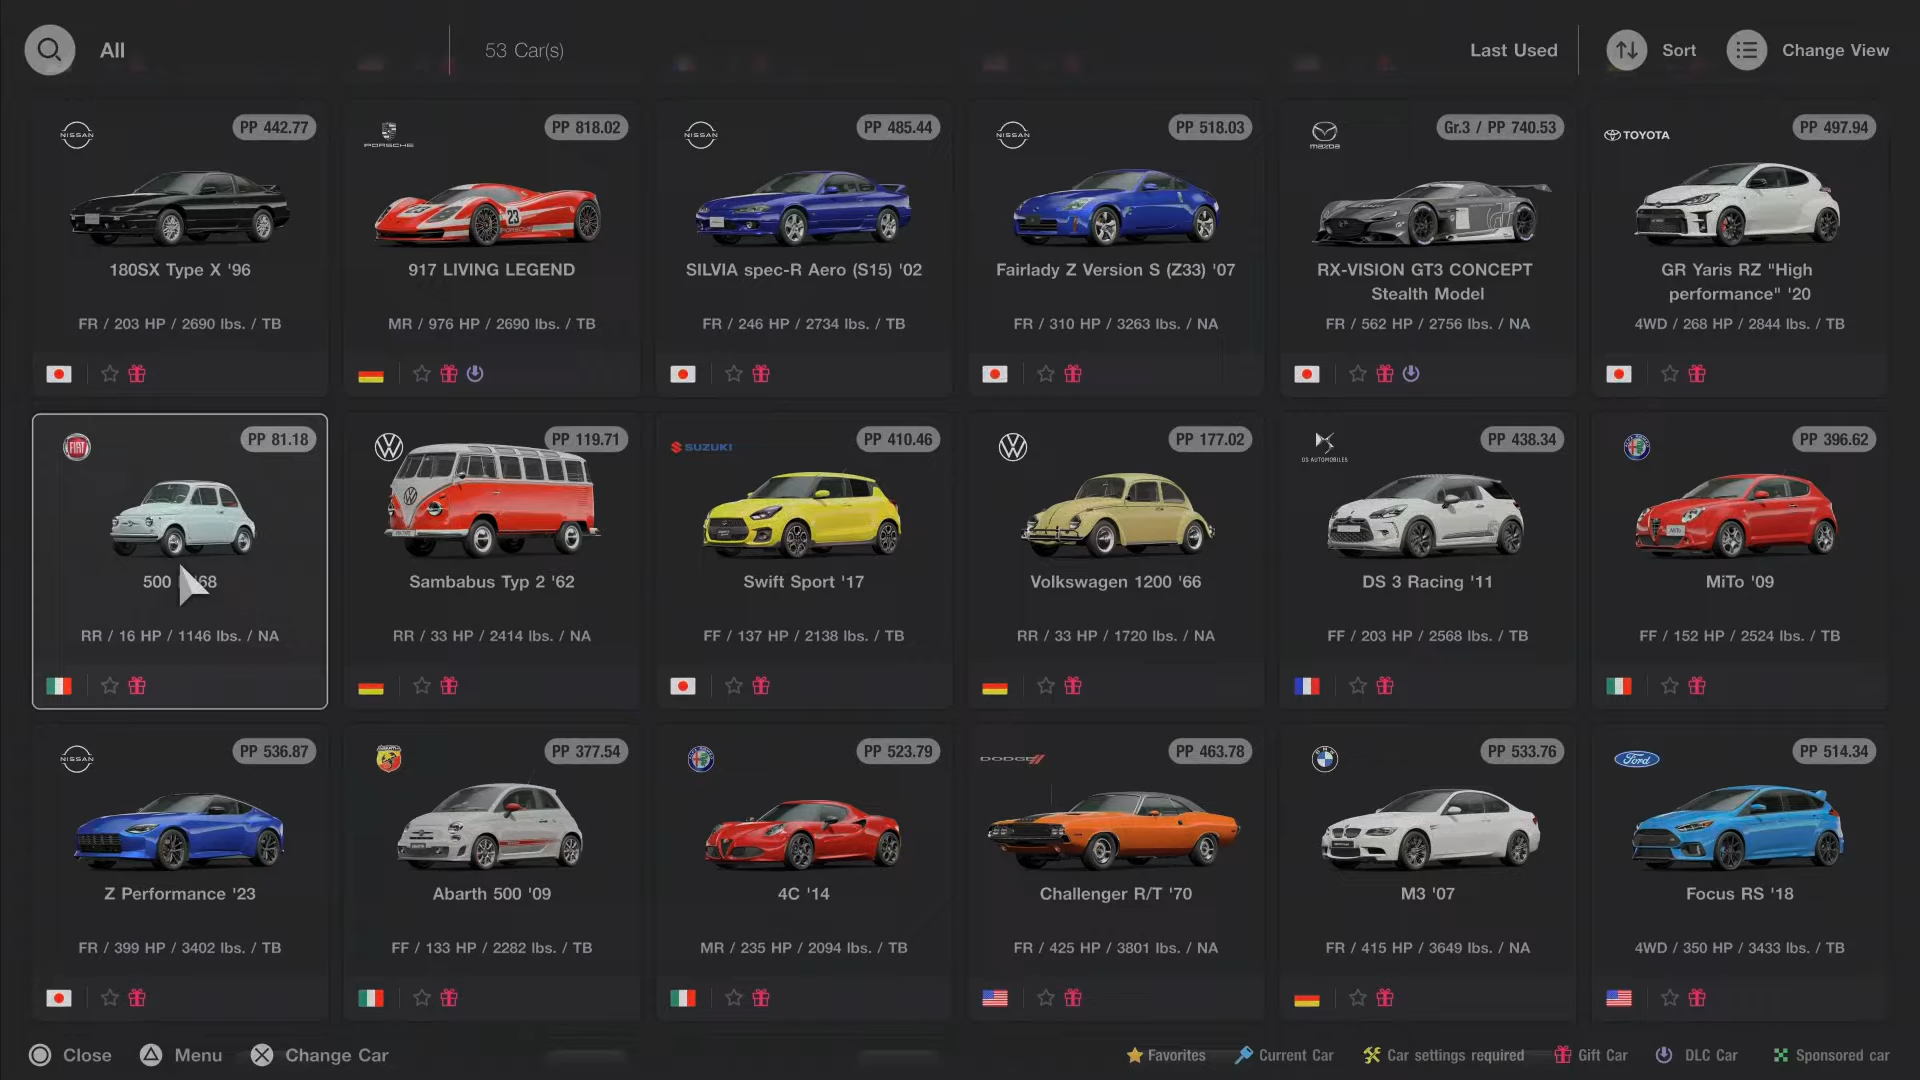 All
53 Car(s)
Last Used
Sort
Change View
NISSAN
PP 442.77
180SX Type X '96
FR / 203 HP / 2690 lbs. / TB
PORSCHE
PP 818.02
917 LIVING LEGEND
MR / 976 HP / 2690 lbs. / TB
NISSAN
PP 485.44
SILVIA spec-R Aero (S15) '02
FR / 246 HP / 2734 lbs. / TB
NISSAN
PP 518.03
Fairlady Z Version S (Z33) '07
FR / 310 HP / 3263 lbs. / NA
mazda
Gr.3 / PP 740.53
RX-VISION GT3 CONCEPT
Stealth Model
FR / 562 HP / 2756 lbs. / NA
TOYOTA
PP 497.94
GR Yaris RZ "High
performance" '20
4WD / 268 HP / 2844 lbs. / TB
FIAT
PP 81.18
500 '68
RR / 16 HP / 1146 lbs. / NA
PP 119.71
Sambabus Typ 2 '62
RR / 33 HP / 2414 lbs. / NA
SUZUKI
PP 410.46
Swift Sport '17
FF / 137 HP / 2138 lbs. / TB
PP 177.02
Volkswagen 1200 '66
RR / 33 HP / 1720 lbs. / NA
DS AUTOMOBILES
PP 438.34
DS 3 Racing '11
FF / 203 HP / 2568 lbs. / TB
PP 396.62
MiTo '09
FF / 152 HP / 2524 lbs. / TB
NISSAN
PP 536.87
Z Performance '23
FR / 399 HP / 3402 lbs. / TB
ABARTH
PP 377.54
Abarth 500 '09
FF / 133 HP / 2282 lbs. / TB
PP 523.79
4C '14
MR / 235 HP / 2094 lbs. / TB
DODGE
PP 463.78
Challenger R/T '70
FR / 425 HP / 3801 lbs. / NA
BMW
PP 533.76
M3 '07
FR / 415 HP / 3649 lbs. / NA
Ford
PP 514.34
Focus RS '18
4WD / 350 HP / 3433 lbs. / TB
Close
Menu
Change Car
Favorites
Current Car
Car settings required
Gift Car
DLC Car
Sponsored car